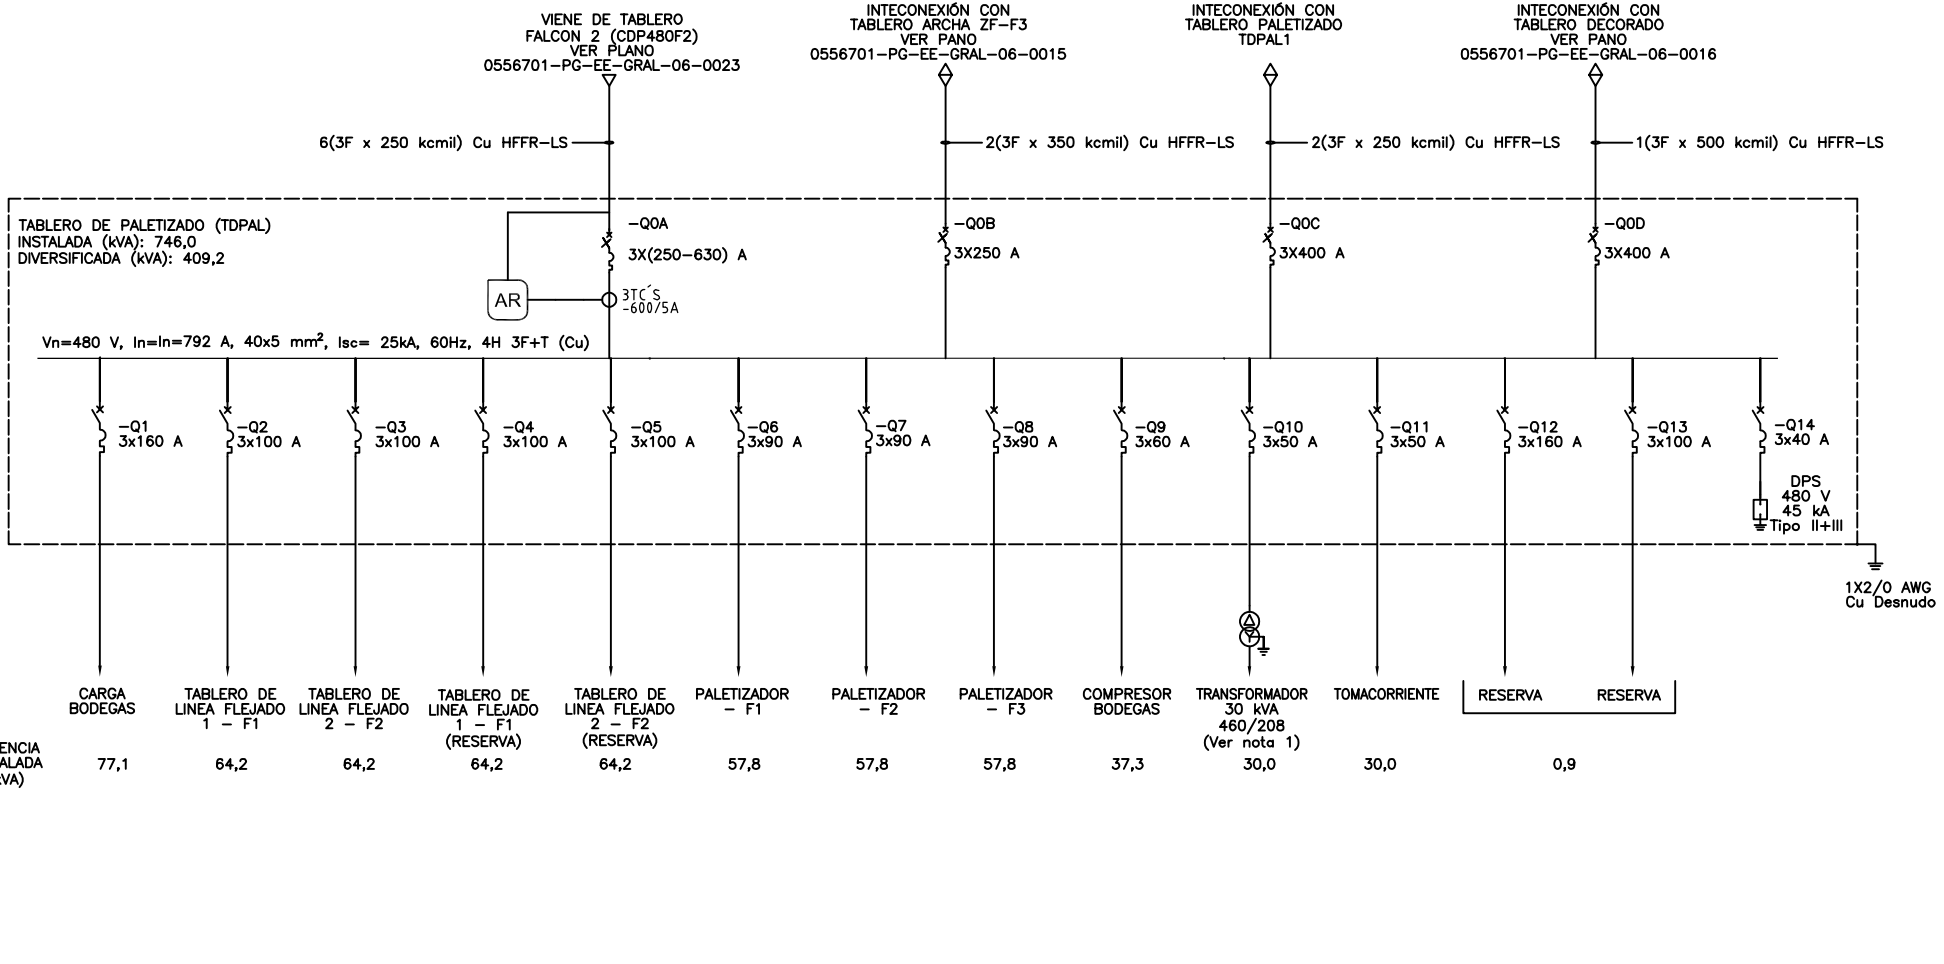 VIENE DE TABLERO
FALCON 2 (CDP480F2)
VER PLANO
0556701-PG-EE-GRAL-06-0023
INTECONEXIÓN CON
TABLERO ARCHA ZF-F3
VER PANO
0556701-PG-EE-GRAL-06-0015
INTECONEXIÓN CON
TABLERO PALETIZADO
TDPAL1
INTECONEXIÓN CON
TABLERO DECORADO
VER PANO
0556701-PG-EE-GRAL-06-0016
6(3F x 250 kcmil) Cu HFFR-LS
2(3F x 350 kcmil) Cu HFFR-LS
2(3F x 250 kcmil) Cu HFFR-LS
1(3F x 500 kcmil) Cu HFFR-LS
TABLERO DE PALETIZADO (TDPAL)
INSTALADA (kVA): 746,0
DIVERSIFICADA (kVA): 409,2
-Q0A
3X(250-630) A
-Q0B
3X250 A
-Q0C
3X400 A
-Q0D
3X400 A
AR
3TC´S
-600/5A
Vn=480 V, In=In=792 A, 40x5 mm², Isc= 25kA, 60Hz, 4H 3F+T (Cu)
-Q1
3x160 A
-Q2
3x100 A
-Q3
3x100 A
-Q4
3x100 A
-Q5
3x100 A
-Q6
3x90 A
-Q7
3x90 A
-Q8
3x90 A
-Q9
3x60 A
-Q10
3x50 A
-Q11
3x50 A
-Q12
3x160 A
-Q13
3x100 A
-Q14
3x40 A
DPS
480 V
45 kA
Tipo II+III
1X2/0 AWG
Cu Desnudo
CARGA
BODEGAS
TABLERO DE
LINEA FLEJADO
1 - F1
TABLERO DE
LINEA FLEJADO
2 - F2
TABLERO DE
LINEA FLEJADO
1 - F1
(RESERVA)
TABLERO DE
LINEA FLEJADO
2 - F2
(RESERVA)
PALETIZADOR
- F1
PALETIZADOR
- F2
PALETIZADOR
- F3
COMPRESOR
BODEGAS
TRANSFORMADOR
30 kVA
460/208
(Ver nota 1)
TOMACORRIENTE
RESERVA
RESERVA
ENCIA
ALADA
VA)
77,1
64,2
64,2
64,2
64,2
57,8
57,8
57,8
37,3
30,0
30,0
0,9